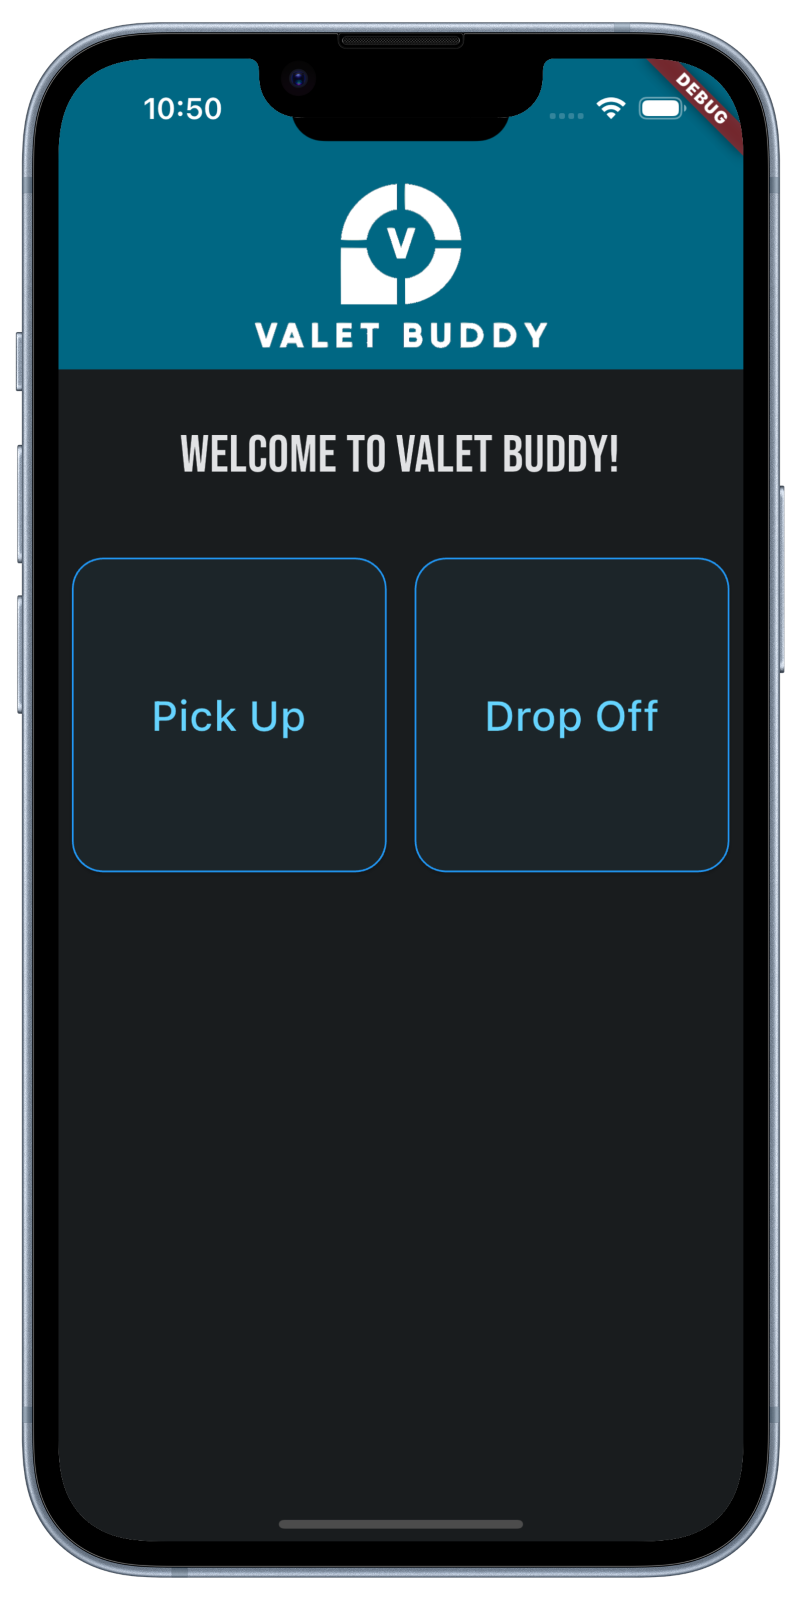 10:50
DEBUG
V
VALET BUDDY
WELCOME TO VALET BUDDY!
Pick Up
Drop Off